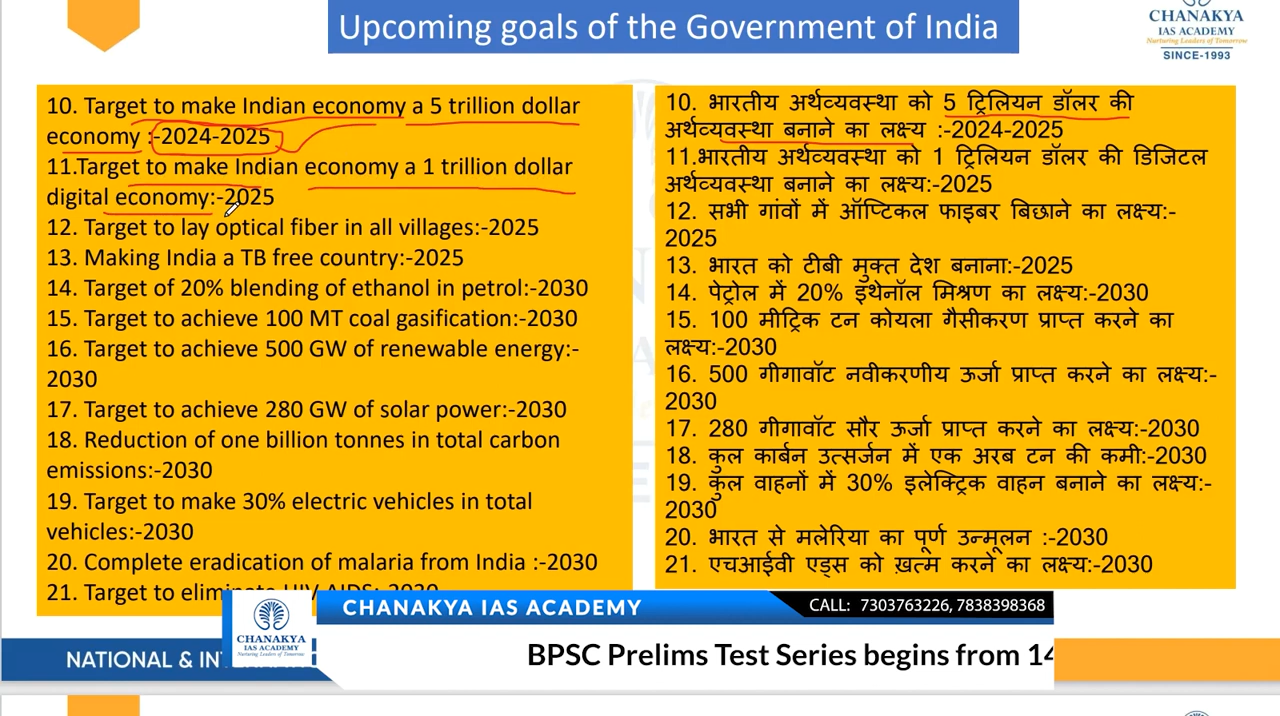 Upcoming goals of the Government of India
CHANAKYA
IAS ACADEMY
Nurturing Leaders of Tomorrow
SINCE-1993
10. Target to make Indian economy a 5 trillion dollar
economy :-2024-2025
11.Target to make Indian economy a 1 trillion dollar
digital economy:-2025
12. Target to lay optical fiber in all villages:-2025
13. Making India a TB free country:-2025
14. Target of 20% blending of ethanol in petrol:-2030
15. Target to achieve 100 MT coal gasification:-2030
16. Target to achieve 500 GW of renewable energy:-
2030
17. Target to achieve 280 GW of solar power:-2030
18. Reduction of one billion tonnes in total carbon
emissions:-2030
19. Target to make 30% electric vehicles in total
vehicles:-2030
20. Complete eradication of malaria from India :-2030
21. Target to eliminate HIV AIDS:-2030
10. भारतीय अर्थव्यवस्था को 5 ट्रिलियन डॉलर की
अर्थव्यवस्था बनाने का लक्ष्य :-2024-2025
11.भारतीय अर्थव्यवस्था को 1 ट्रिलियन डॉलर की डिजिटल
अर्थव्यवस्था बनाने का लक्ष्य:-2025
12. सभी गांवों में ऑप्टिकल फाइबर बिछाने का लक्ष्य:-
2025
13. भारत को टीबी मुक्त देश बनाना:-2025
14. पेट्रोल में 20% इथेनॉल मिश्रण का लक्ष्य:-2030
15. 100 मीट्रिक टन कोयला गैसीकरण प्राप्त करने का
लक्ष्य:-2030
16. 500 गीगावॉट नवीकरणीय ऊर्जा प्राप्त करने का लक्ष्य:-
2030
17. 280 गीगावॉट सौर ऊर्जा प्राप्त करने का लक्ष्य:-2030
18. कुल कार्बन उत्सर्जन में एक अरब टन की कमी:-2030
19. कुल वाहनों में 30% इलेक्ट्रिक वाहन बनाने का लक्ष्य:-
2030
20. भारत से मलेरिया का पूर्ण उन्मूलन :-2030
21. एचआईवी एड्स को ख़त्म करने का लक्ष्य:-2030
CHANAKYA
IAS ACADEMY
Nurturing Leaders of Tomorrow
CHANAKYA IAS ACADEMY
CALL: 7303763226, 7838398368
NATIONAL &
BPSC Prelims Test Series begins from 14